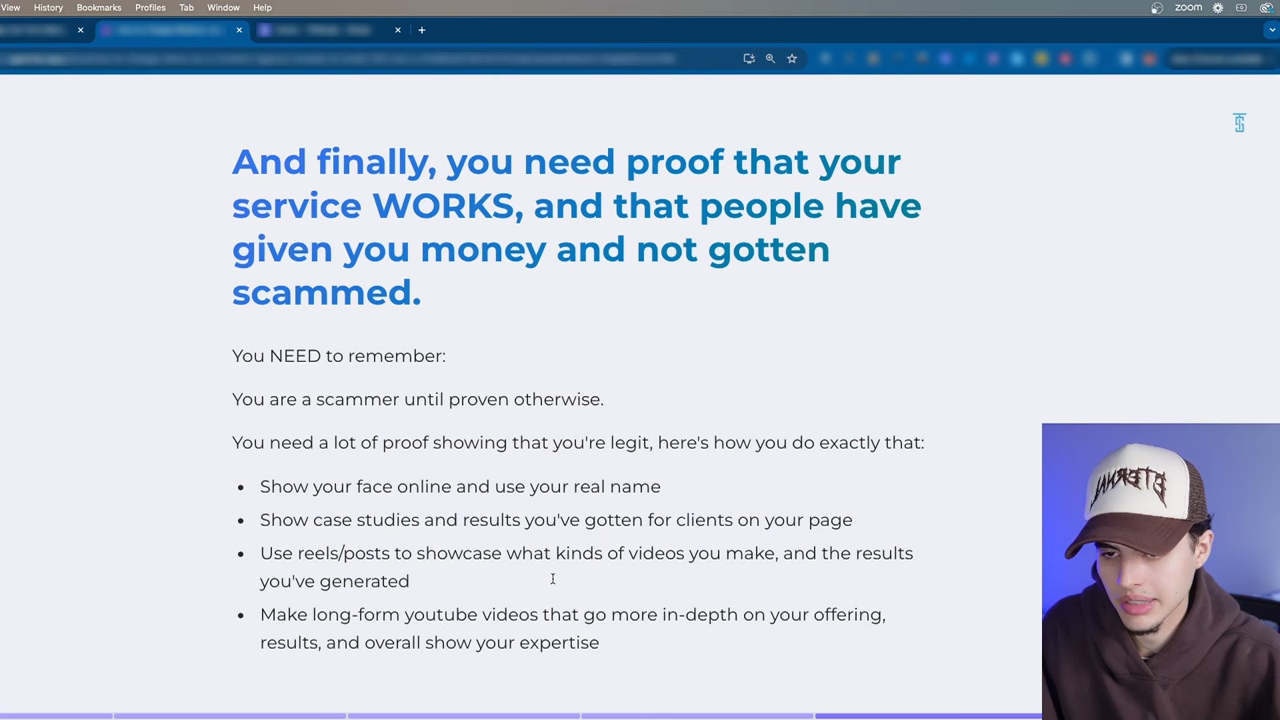 View History Bookmarks Profiles Tab Window Help zoom
And finally, you need proof that your
service WORKS, and that people have
given you money and not gotten
scammed.
You NEED to remember:
You are a scammer until proven otherwise.
You need a lot of proof showing that you're legit, here's how you do exactly that:
• Show your face online and use your real name
• Show case studies and results you've gotten for clients on your page
• Use reels/posts to showcase what kinds of videos you make, and the results
you've generated
• Make long-form youtube videos that go more in-depth on your offering,
results, and overall show your expertise